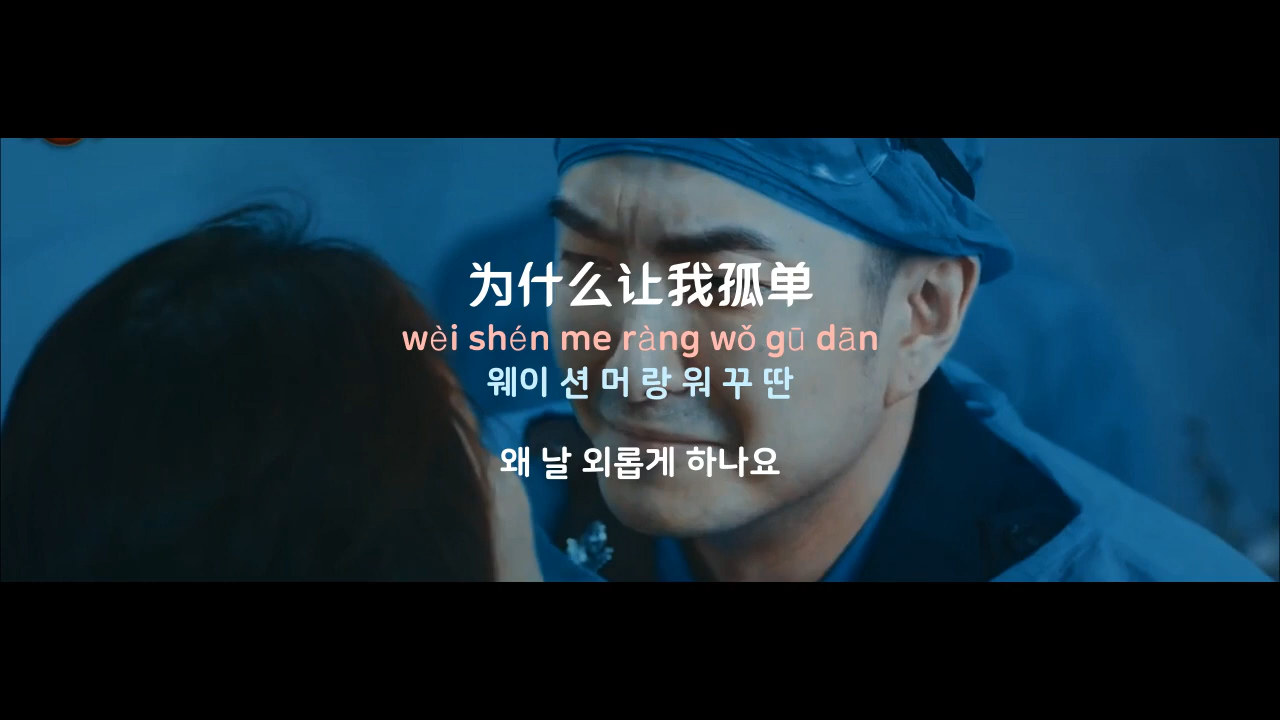 为什么让我孤单
wèi shén me ràng wǒ gū dān
웨이 션 머 랑 워 꾸 딴
왜 날 외롭게 하나요